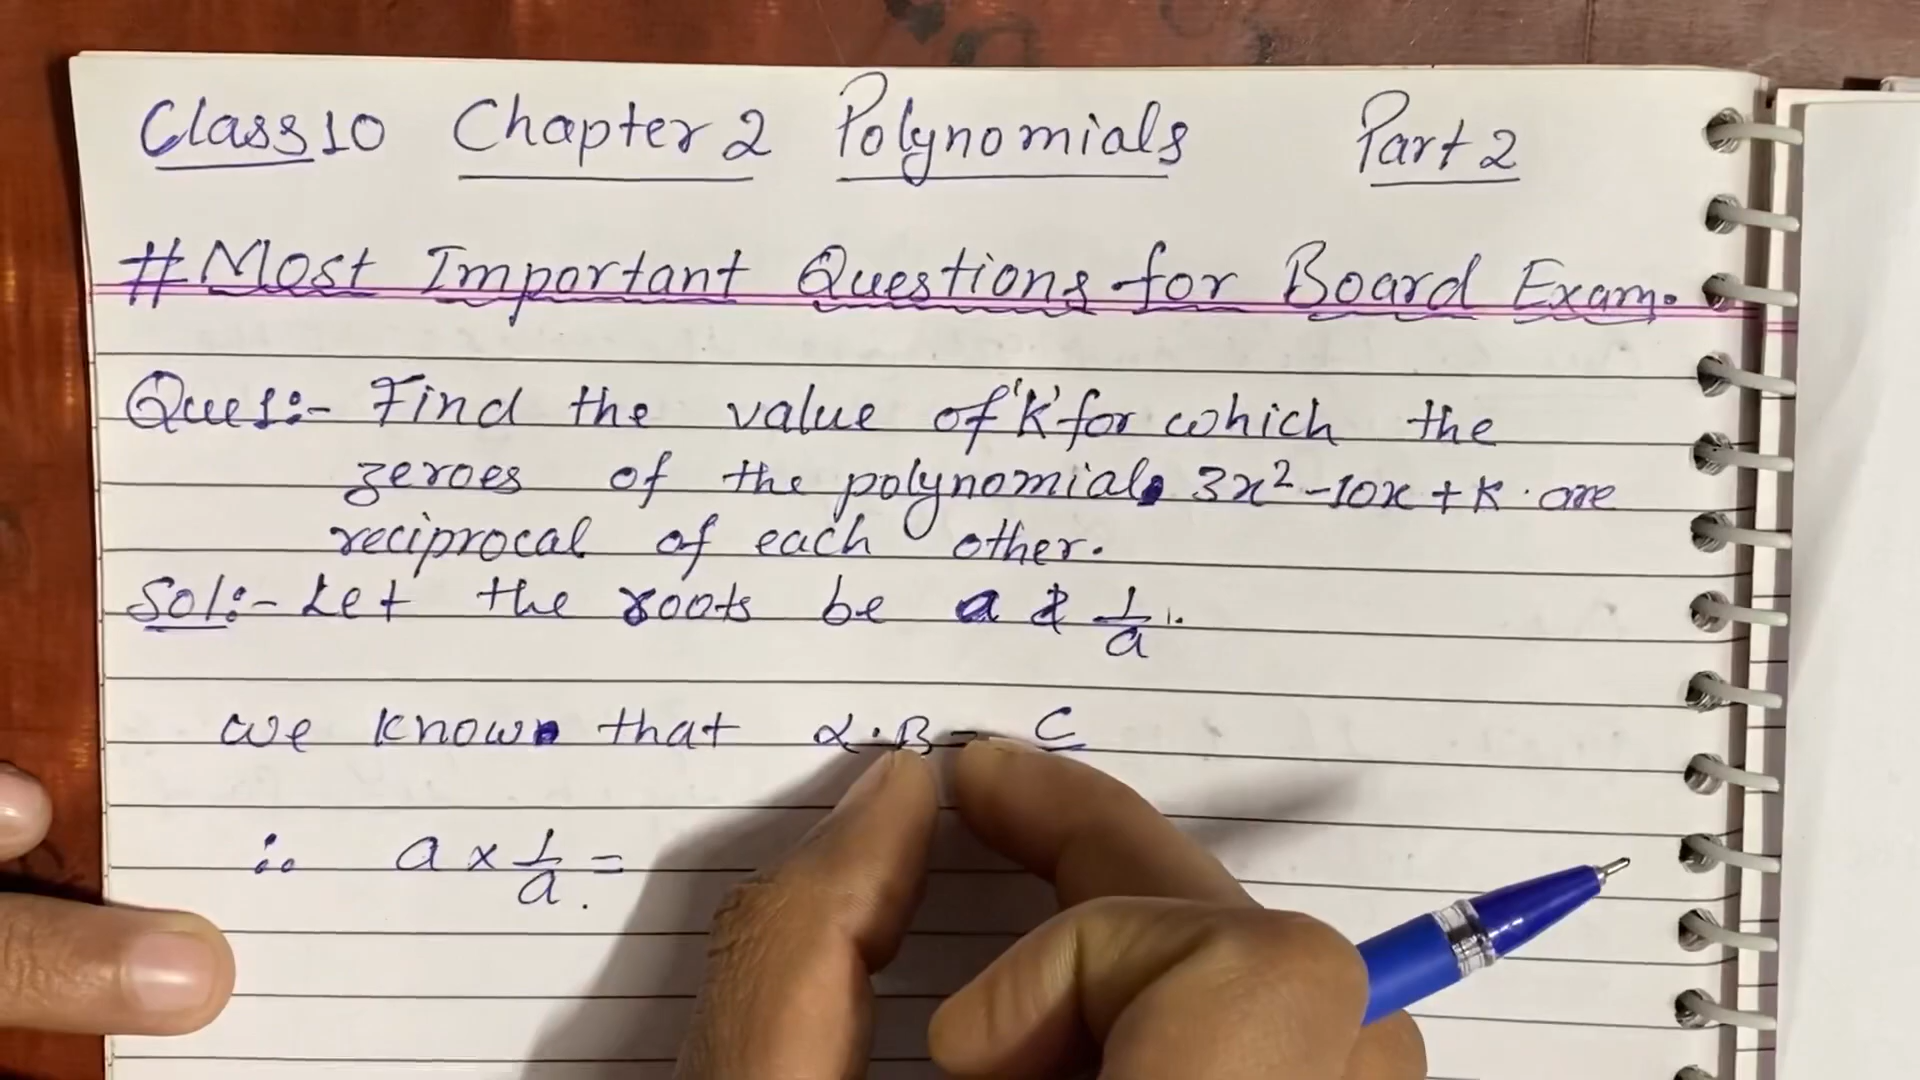 Class 10 Chapter 2 Polynomials Part 2
# Most Important Questions for Board Exam.
Ques:- Find the value of 'K' for which the
zeroes of the polynomial 3x² - 10x + K are
reciprocal of each other.
Sol:- Let the roots be a & 1/a.
we know that α·β = C
∴ a × 1/a =